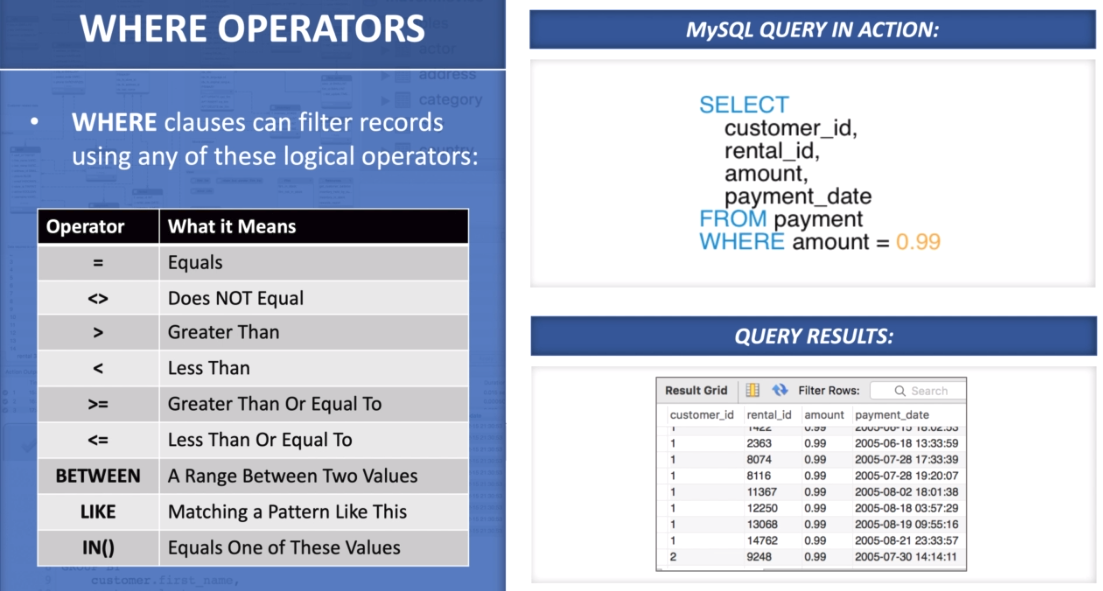 WHERE OPERATORS
• WHERE clauses can filter records
using any of these logical operators:
Operator What it Means
= Equals
<> Does NOT Equal
> Greater Than
< Less Than
>= Greater Than Or Equal To
<= Less Than Or Equal To
BETWEEN A Range Between Two Values
LIKE Matching a Pattern Like This
IN() Equals One of These Values
address
category
customer.first_name,
MySQL QUERY IN ACTION:
SELECT
customer_id,
rental_id,
amount,
payment_date
FROM payment
WHERE amount = 0.99
QUERY RESULTS:
Result Grid Filter Rows: Search
customer_id rental_id amount payment_date
1 1422 0.99 2005-06-15 18:02:53
1 2363 0.99 2005-06-18 13:33:59
1 8074 0.99 2005-07-28 17:33:39
1 8116 0.99 2005-07-28 19:20:07
1 11367 0.99 2005-08-02 18:01:38
1 12250 0.99 2005-08-18 03:57:29
1 13068 0.99 2005-08-19 09:55:16
1 14762 0.99 2005-08-21 23:33:57
2 9248 0.99 2005-07-30 14:14:11